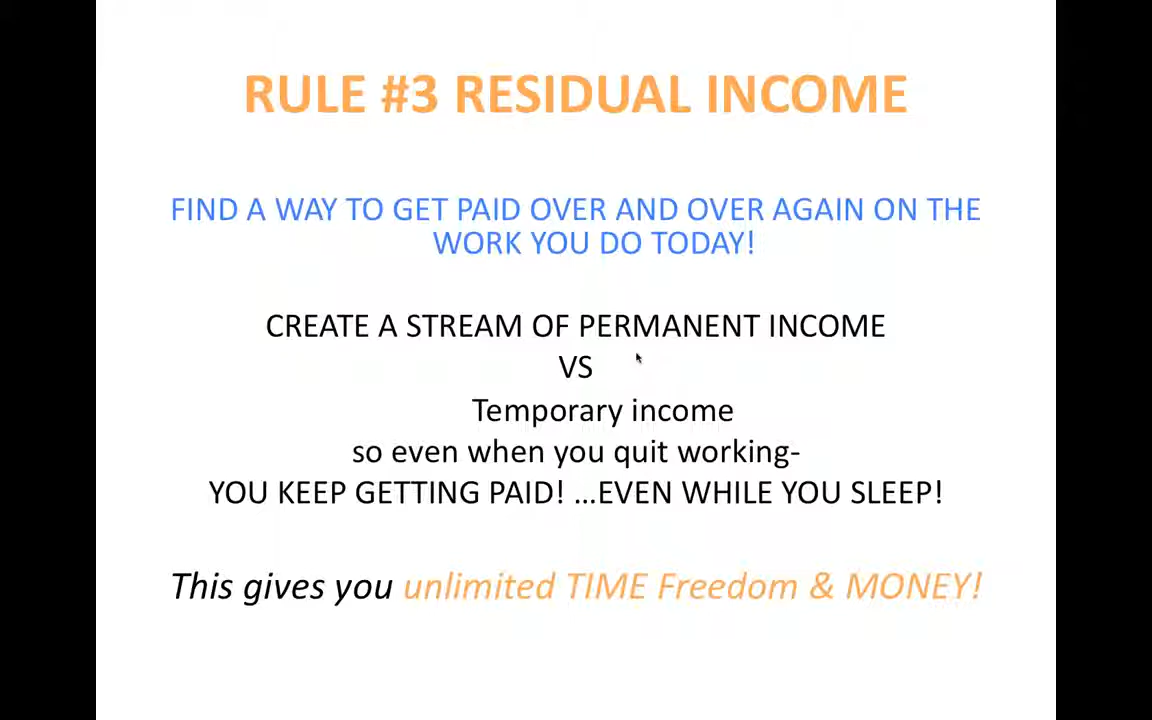 RULE #3 RESIDUAL INCOME
FIND A WAY TO GET PAID OVER AND OVER AGAIN ON THE
WORK YOU DO TODAY!
CREATE A STREAM OF PERMANENT INCOME
VS
Temporary income
so even when you quit working-
YOU KEEP GETTING PAID! ...EVEN WHILE YOU SLEEP!
This gives you unlimited TIME Freedom & MONEY!